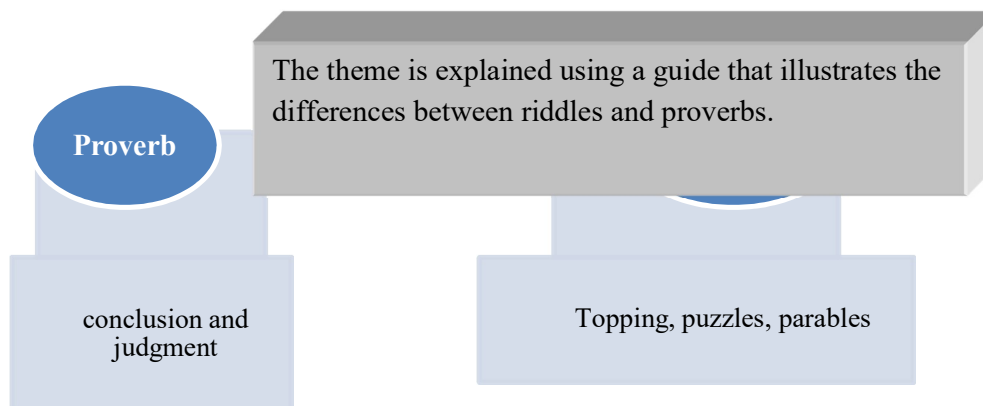 The theme is explained using a guide that illustrates the
differences between riddles and proverbs.
Proverb
conclusion and
judgment
Topping, puzzles, parables